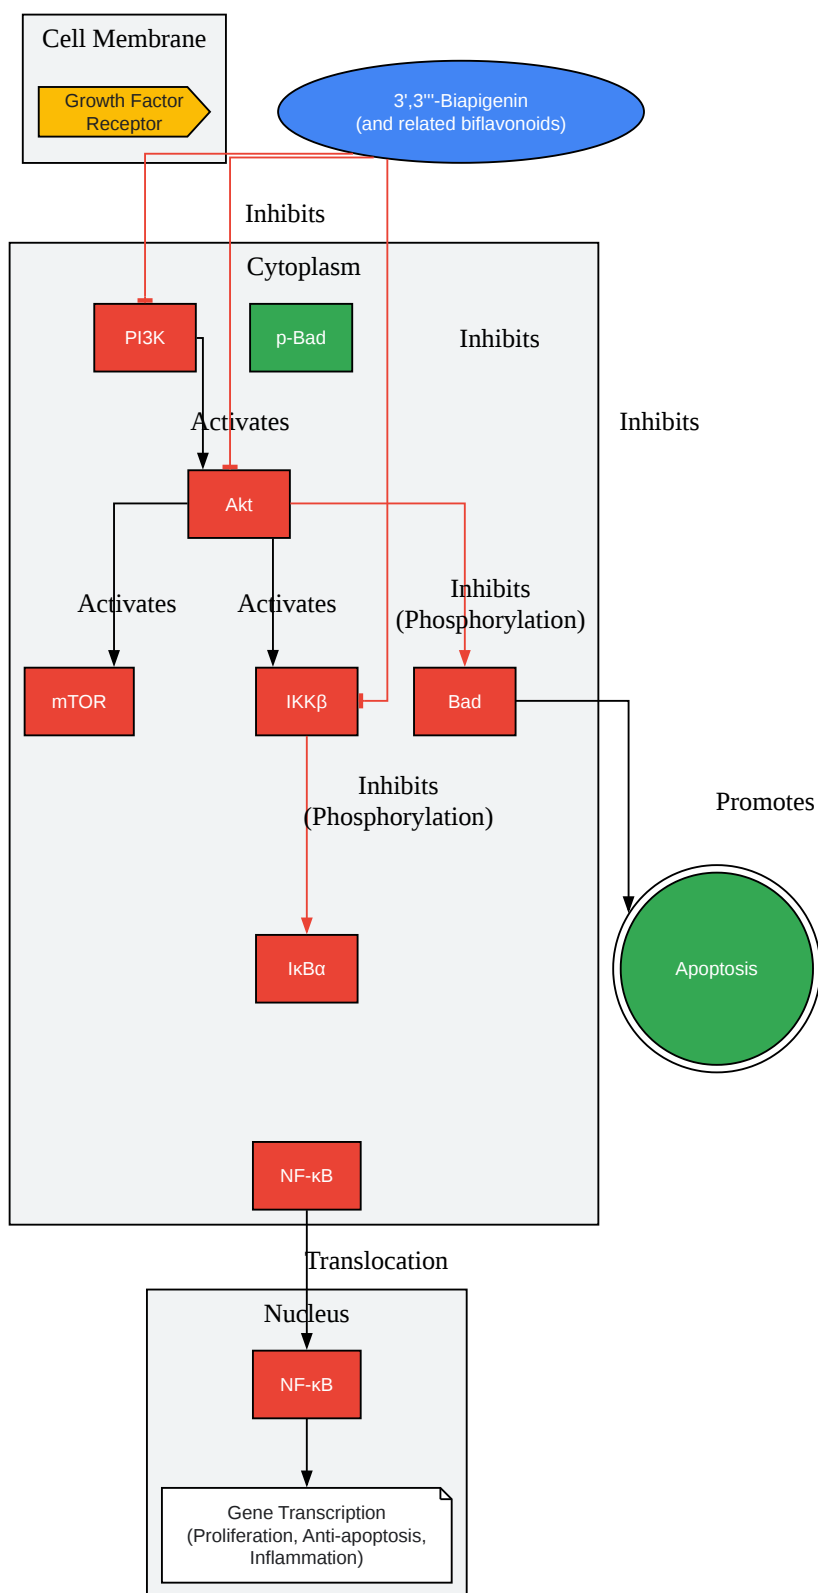 Cell Membrane
Growth Factor
Receptor
3',3'''-Biapigenin
(and related biflavonoids)
Inhibits
Cytoplasm
PI3K
p-Bad
Inhibits
Activates
Inhibits
Akt
Activates
Activates
Inhibits
(Phosphorylation)
mTOR
IKKβ
Bad
Inhibits
(Phosphorylation)
Promotes
IκBα
Apoptosis
NF-κB
Translocation
Nucleus
NF-κB
Gene Transcription
(Proliferation, Anti-apoptosis,
Inflammation)